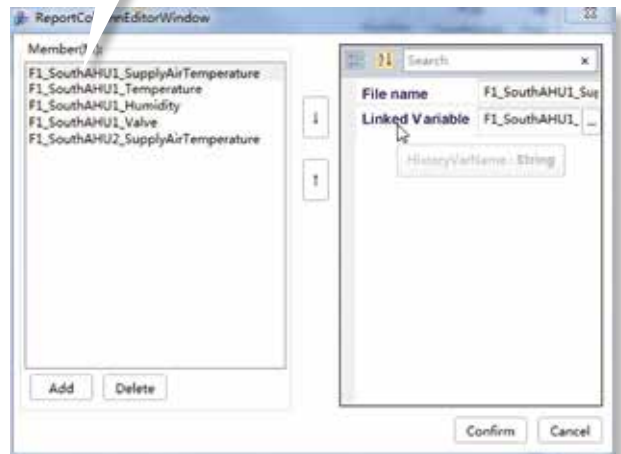 ReportCo EditorWindow
Member
F1_SouthAHU1_SupplyAirTemperature
F1_SouthAHU1_Temperature
F1_SouthAHU1_Humidity
F1_SouthAHU1_Valve
F1_SouthAHU2_SupplyAirTemperature
Search
File name F1_SouthAHU1_Sup
Linked Variable F1_SouthAHU1_ ...
HistoryVarName : String
Add Delete
Confirm Cancel